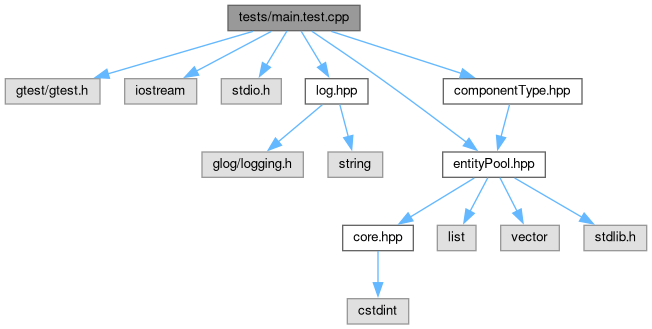 tests/main.test.cpp
gtest/gtest.h
iostream
stdio.h
log.hpp
componentType.hpp
glog/logging.h
string
entityPool.hpp
core.hpp
list
vector
stdlib.h
cstdint